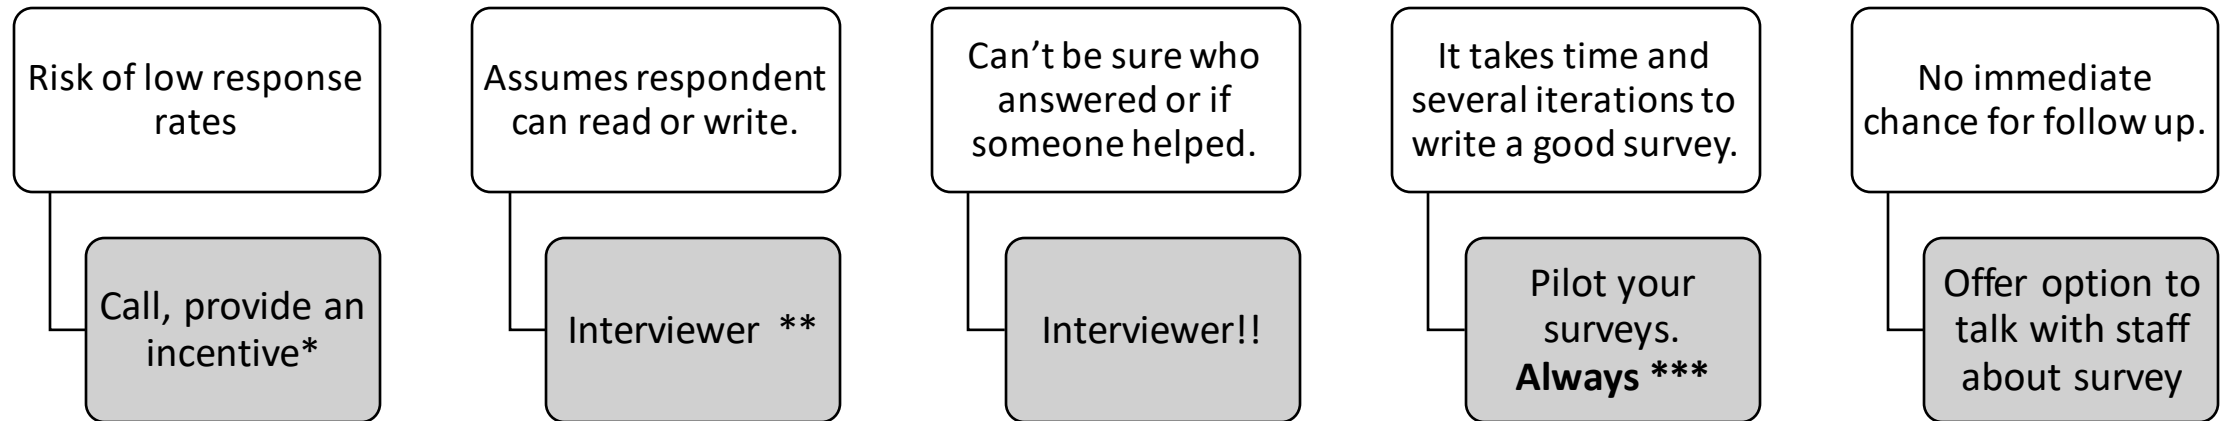 Risk of low response
rates
Call, provide an
incentive*
Assumes respondent
can read or write.
Interviewer **
Can’t be sure who
answered or if
someone helped.
Interviewer!!
It takes time and
several iterations to
write a good survey.
Pilot your
surveys.
Always ***
No immediate
chance for follow up.
Offer option to
talk with staff
about survey